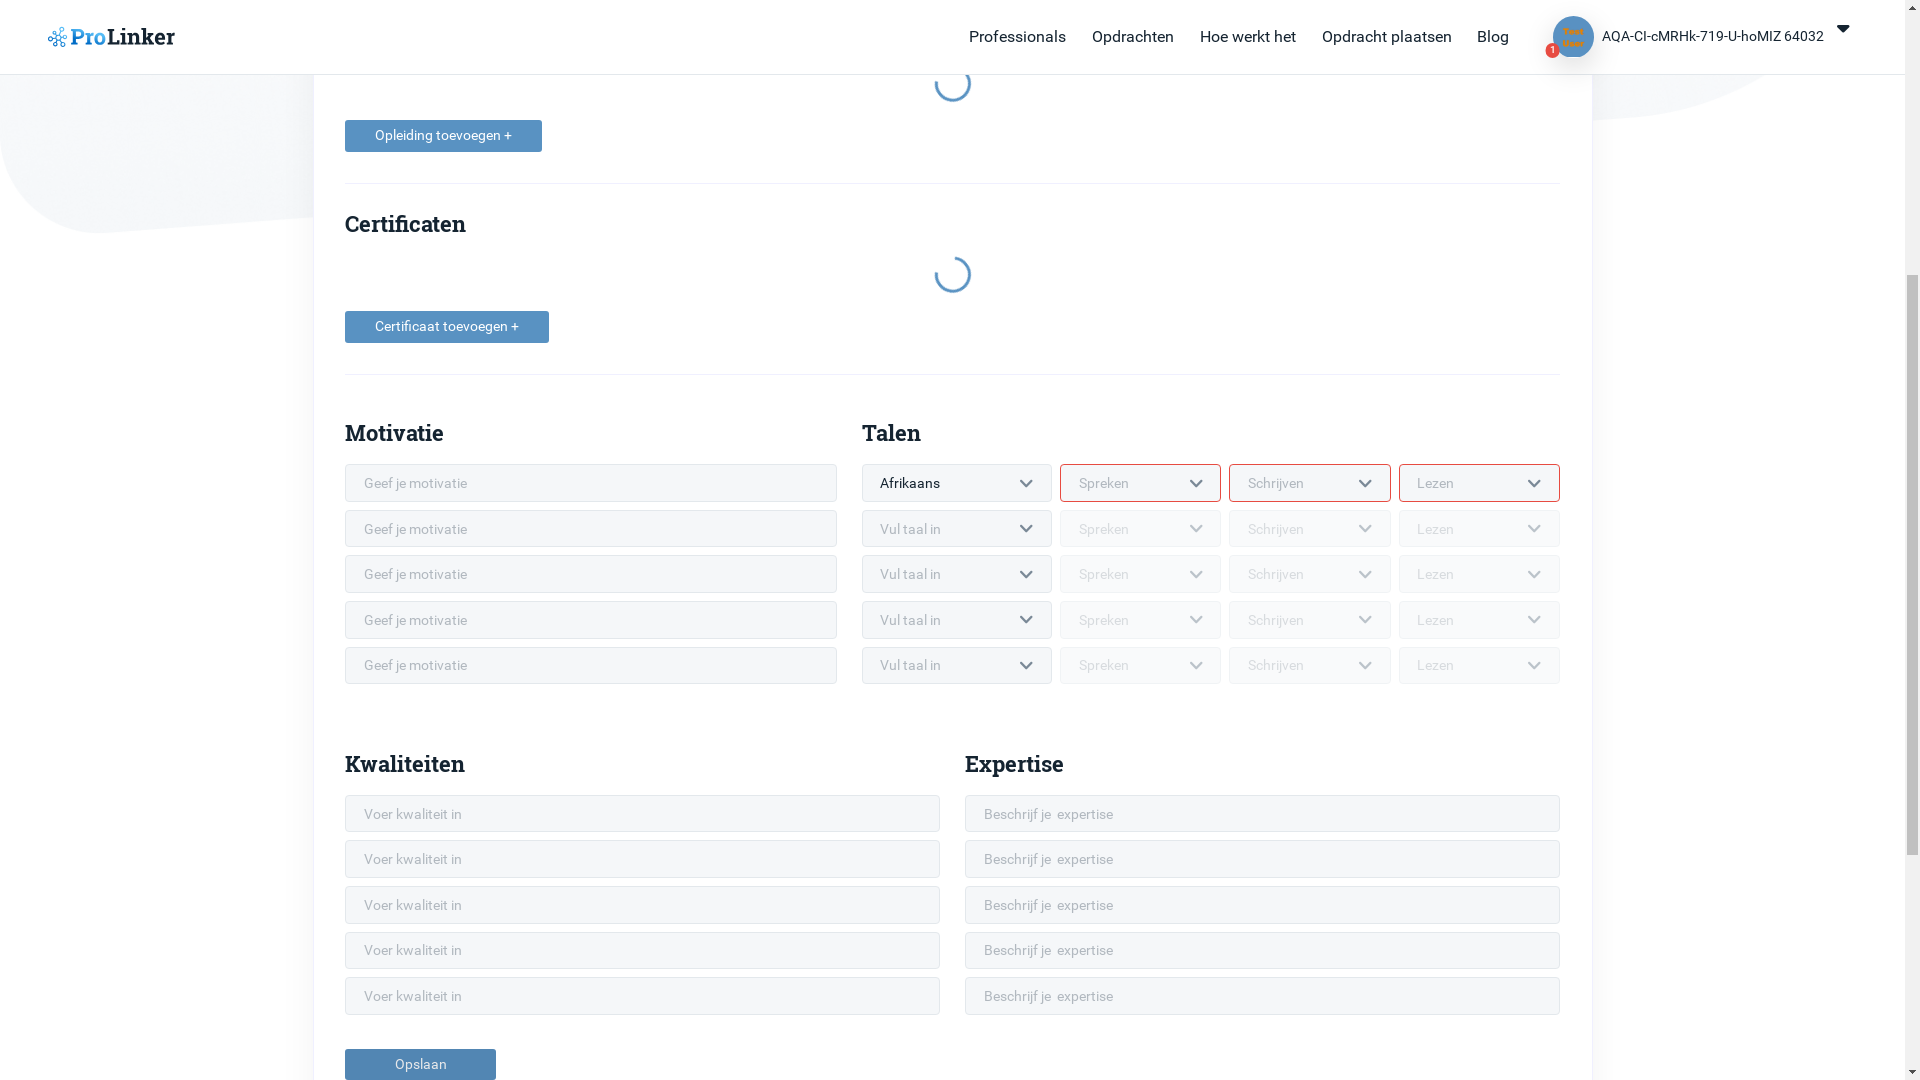 ProLinker
Professionals
Opdrachten
Hoe werkt het
Opdracht plaatsen
Blog
Test
User
1
AQA-CI-cMRHk-719-U-hoMIZ 64032
Opleiding toevoegen +
Certificaten
Certificaat toevoegen +
Motivatie
Geef je motivatie
Geef je motivatie
Geef je motivatie
Geef je motivatie
Geef je motivatie
Talen
Afrikaans Spreken Schrijven Lezen
Vul taal in Spreken Schrijven Lezen
Vul taal in Spreken Schrijven Lezen
Vul taal in Spreken Schrijven Lezen
Vul taal in Spreken Schrijven Lezen
Kwaliteiten
Voer kwaliteit in
Voer kwaliteit in
Voer kwaliteit in
Voer kwaliteit in
Voer kwaliteit in
Expertise
Beschrijf je expertise
Beschrijf je expertise
Beschrijf je expertise
Beschrijf je expertise
Beschrijf je expertise
Opslaan